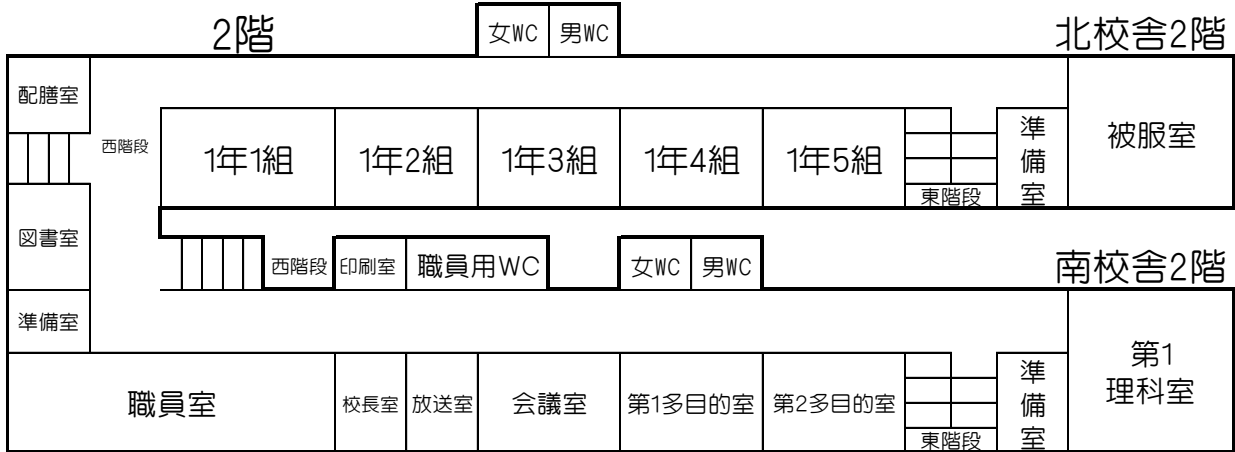 2階
女WC 男WC
北校舎2階
配膳室
西階段
1年1組 1年2組 1年3組 1年4組 1年5組
東階段
準備室
被服室
図書室
西階段 印刷室 職員用WC 女WC 男WC
南校舎2階
準備室
職員室 校長室 放送室 会議室 第1多目的室 第2多目的室
東階段
準備室
第1
理科室